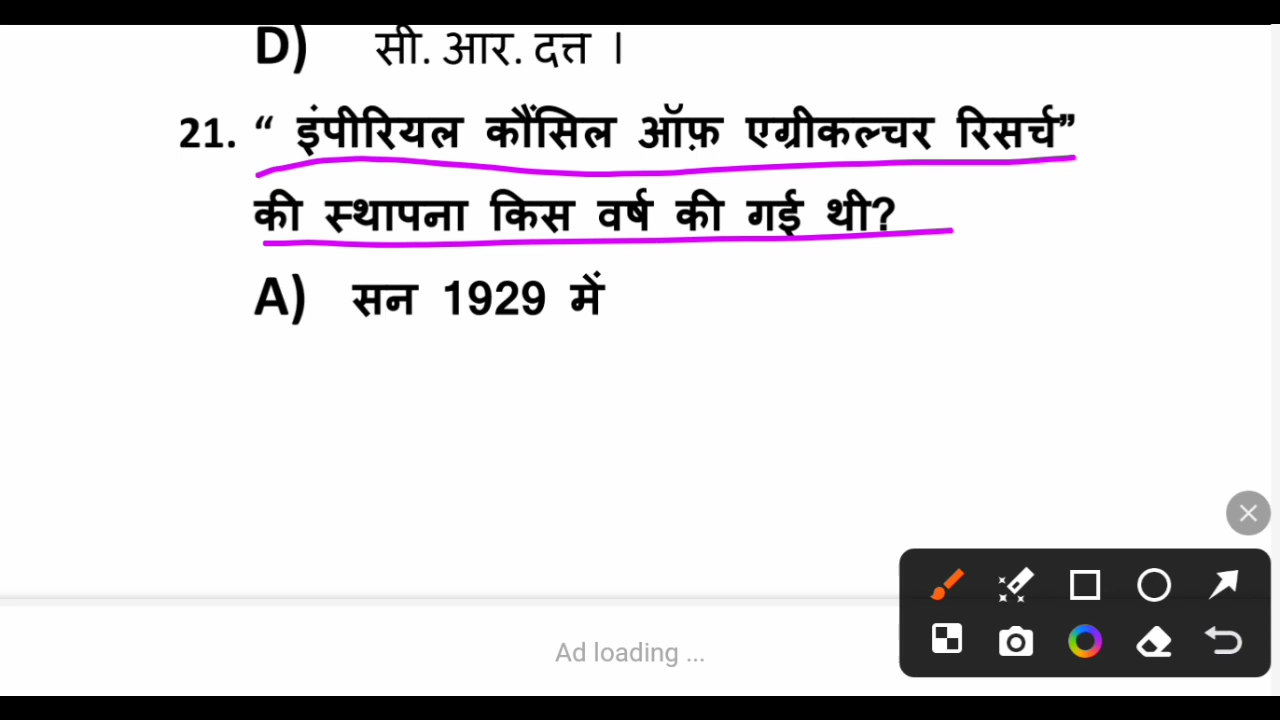 D) सी. आर. दत्त ।
21. “ इंपीरियल कौंसिल ऑफ़ एग्रीकल्चर रिसर्च”
की स्थापना किस वर्ष की गई थी?
A) सन 1929 में
Ad loading ...